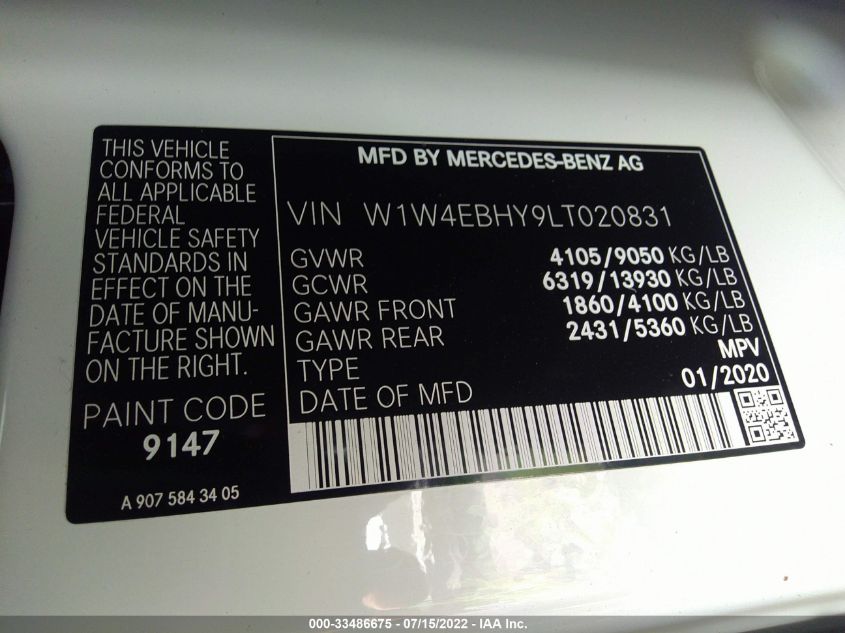 THIS VEHICLE
CONFORMS TO
ALL APPLICABLE
FEDERAL
VEHICLE SAFETY
STANDARDS IN
EFFECT ON THE
DATE OF MANU-
FACTURE SHOWN
ON THE RIGHT.
PAINT CODE
9147
A 907 584 34 05
MFD BY MERCEDES-BENZ AG
VIN W1W4EBHY9LT020831
GVWR 4105/9050 KG/LB
GCWR 6319/13930 KG/LB
GAWR FRONT 1860/4100 KG/LB
GAWR REAR 2431/5360 KG/LB
TYPE MPV
DATE OF MFD 01/2020
000-33486675 - 07/15/2022 - IAA Inc.